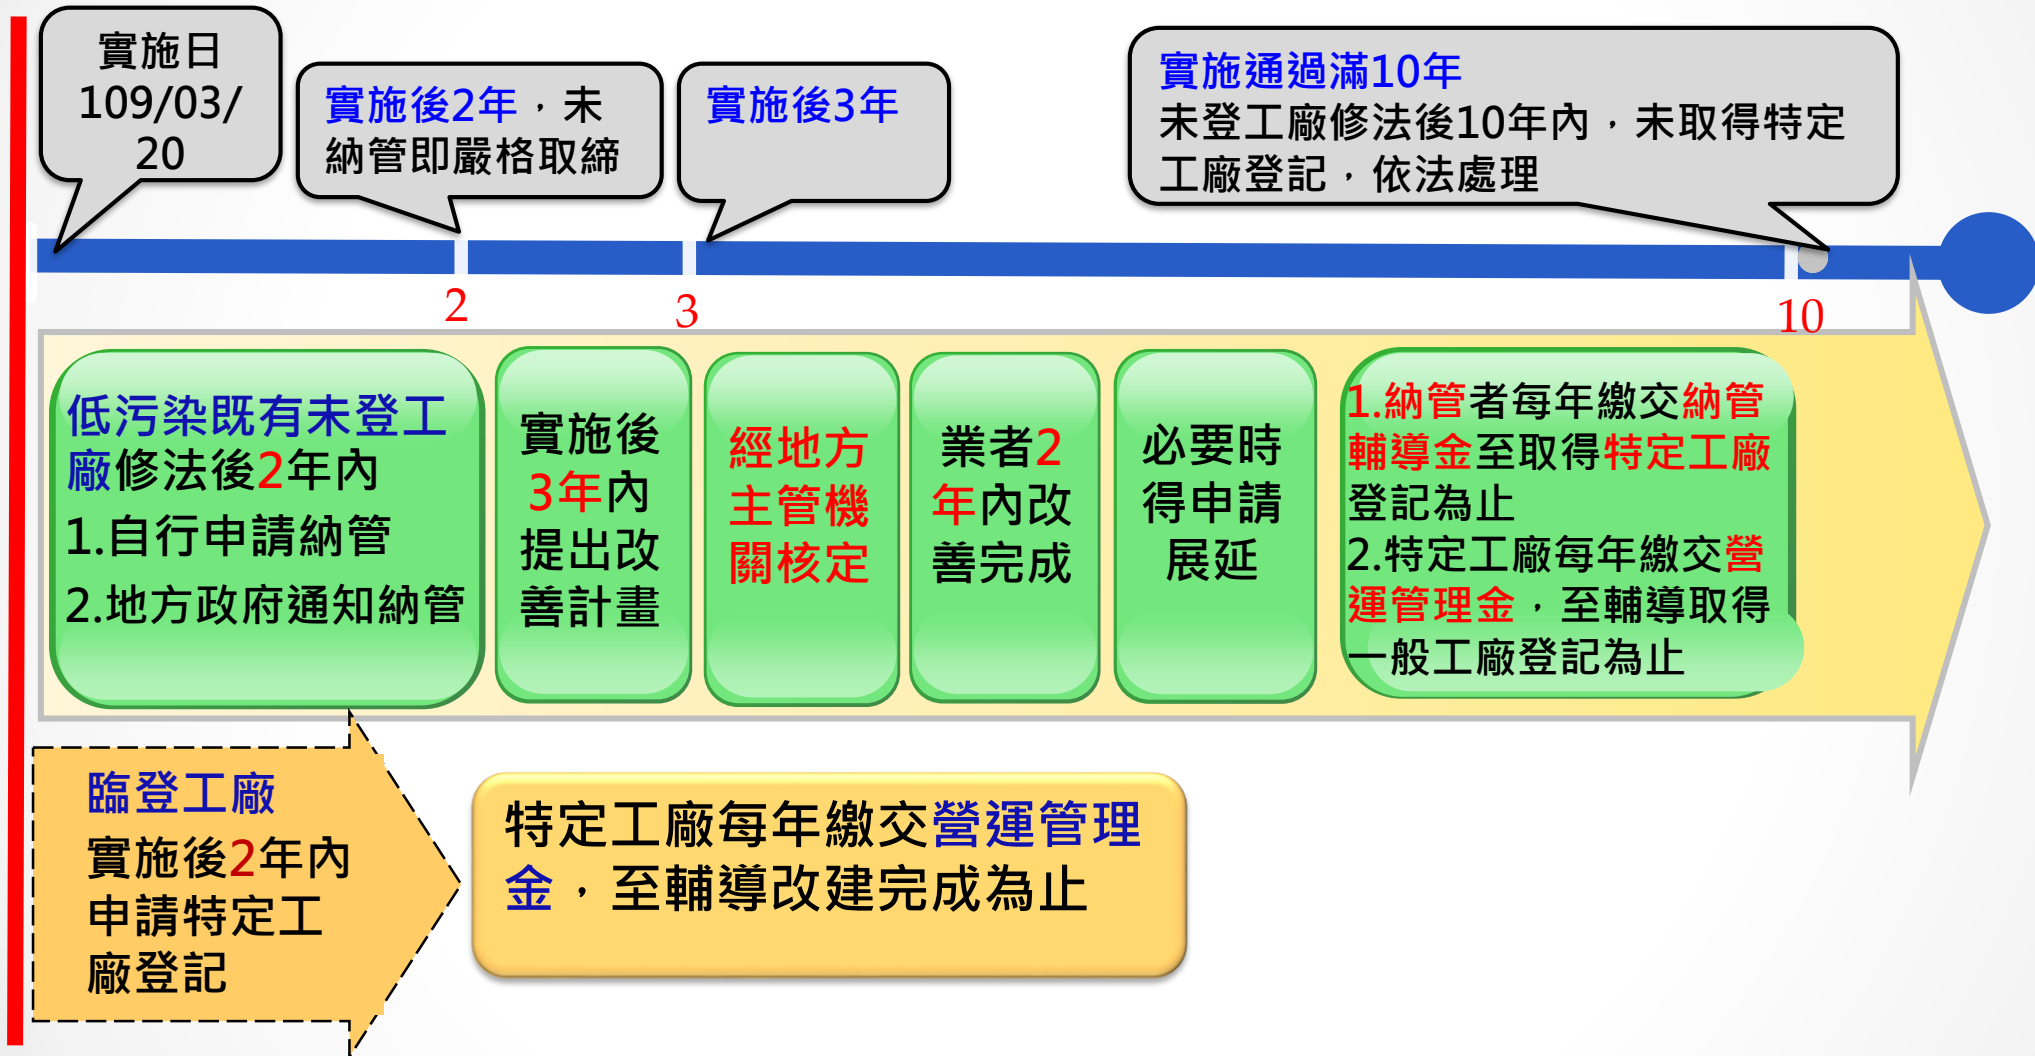 實施日
109/03/
20
實施後2年，未
納管即嚴格取締
實施後3年
實施通過滿10年
未登工廠修法後10年內，未取得特定
工廠登記，依法處理
2
3
10
低污染既有未登工
廠修法後2年內
1.自行申請納管
2.地方政府通知納管
實施後
3年內
提出改
善計畫
經地方
主管機
關核定
業者2
年內改
善完成
必要時
得申請
展延
1.納管者每年繳交納管
輔導金至取得特定工廠
登記為止
2.特定工廠每年繳交營
運管理金，至輔導取得
一般工廠登記為止
臨登工廠
實施後2年內
申請特定工
廠登記
特定工廠每年繳交營運管理
金，至輔導改建完成為止